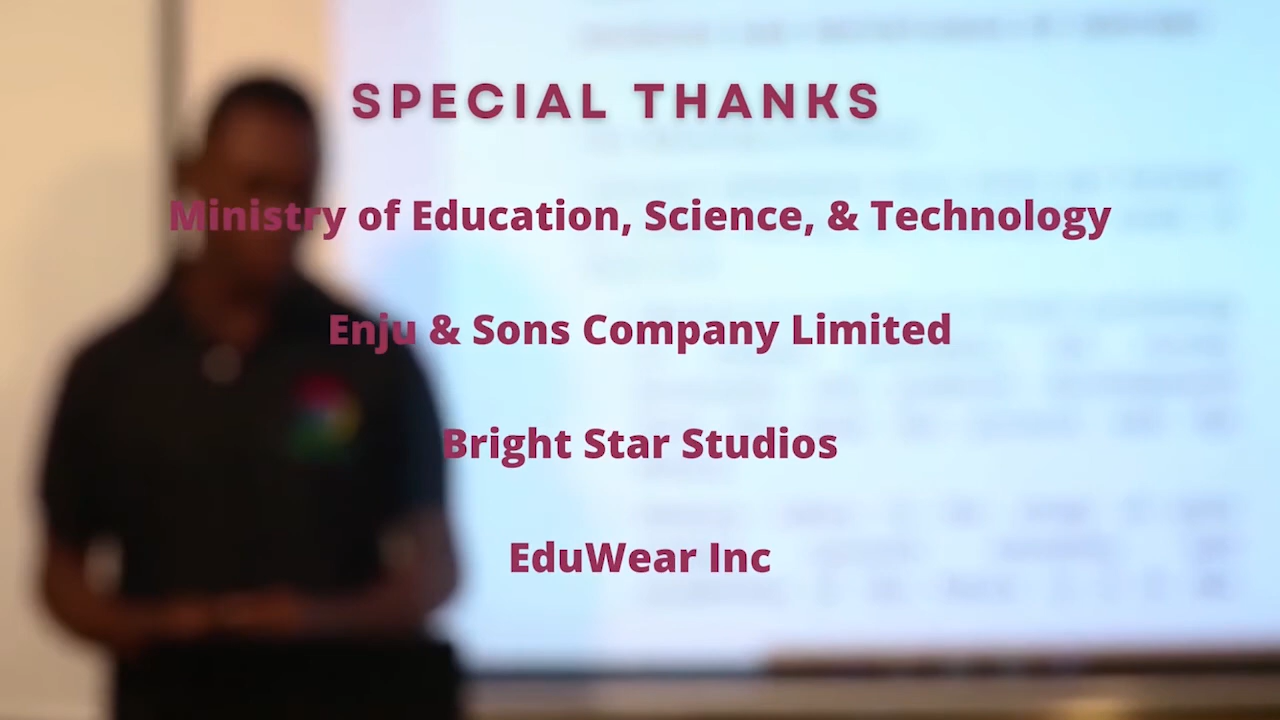 SPECIAL THANKS
Ministry of Education, Science, & Technology
Enju & Sons Company Limited
Bright Star Studios
EduWear Inc